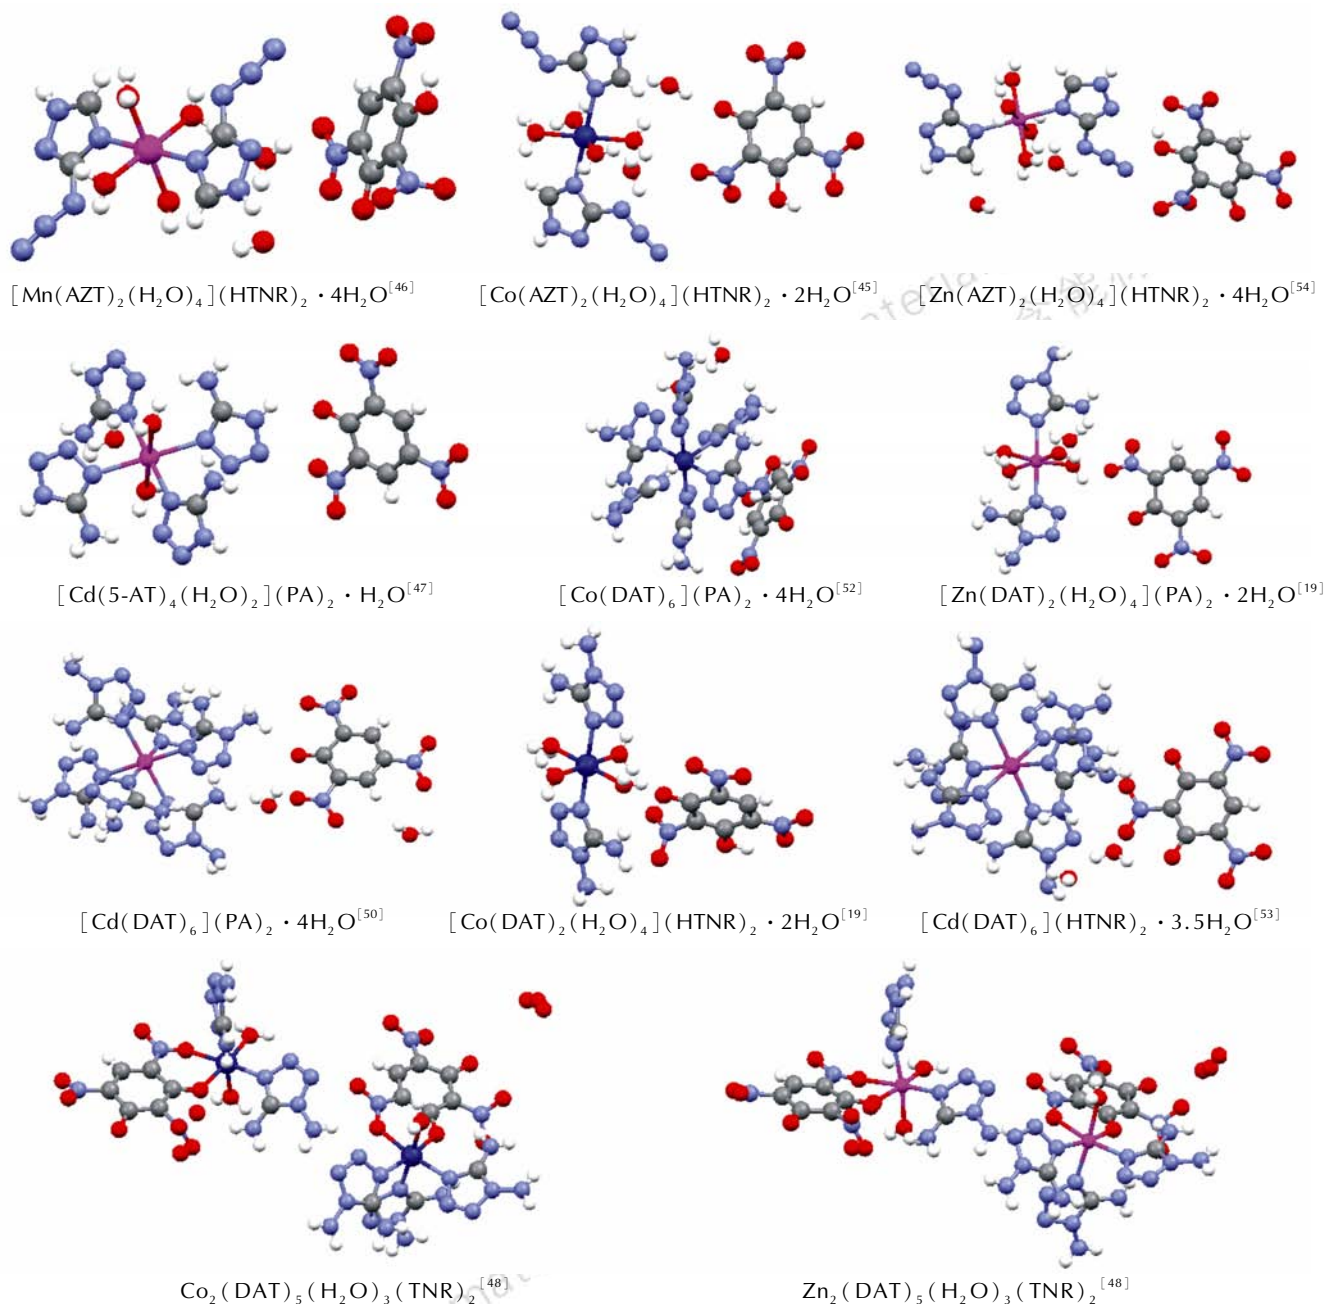 [Mn(AZT)₂(H₂O)₄](HTNR)₂·4H₂O[46]
[Co(AZT)₂(H₂O)₄](HTNR)₂·2H₂O[45]
[Zn(AZT)₂(H₂O)₄](HTNR)₂·4H₂O[54]
[Cd(5-AT)₄(H₂O)₂](PA)₂·H₂O[47]
[Co(DAT)₆](PA)₂·4H₂O[52]
[Zn(DAT)₂(H₂O)₄](PA)₂·2H₂O[19]
[Cd(DAT)₆](PA)₂·4H₂O[50]
[Co(DAT)₂(H₂O)₄](HTNR)₂·2H₂O[19]
[Cd(DAT)₆](HTNR)₂·3.5H₂O[53]
Co₂(DAT)₅(H₂O)₃(TNR)₂[48]
Zn₂(DAT)₅(H₂O)₃(TNR)₂[48]